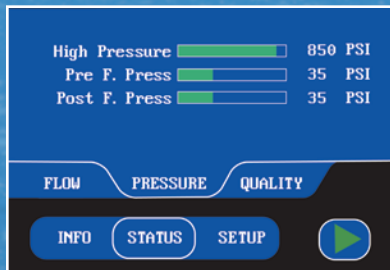 High Pressure 850 PSI
Pre F. Press 35 PSI
Post F. Press 35 PSI
FLOW PRESSURE QUALITY
INFO STATUS SETUP